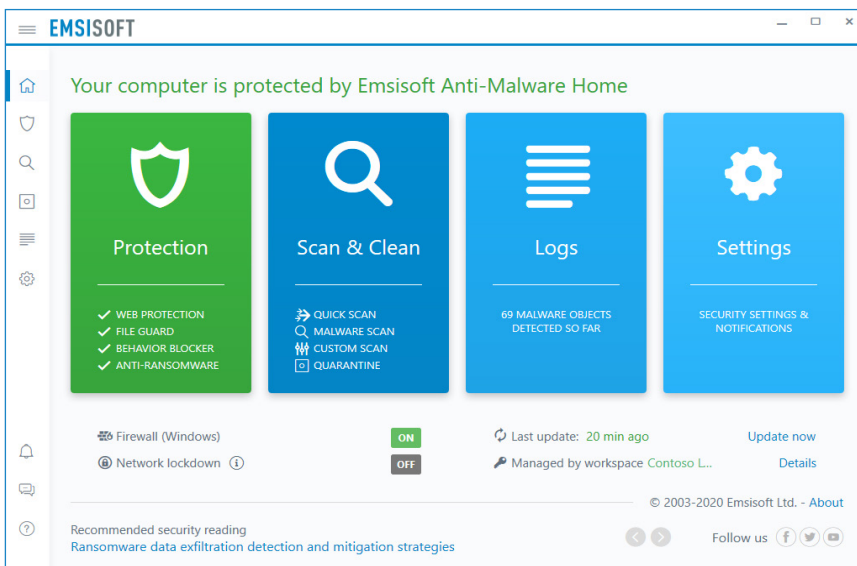 EMSISOFT
Your computer is protected by Emsisoft Anti-Malware Home
Protection
WEB PROTECTION
FILE GUARD
BEHAVIOR BLOCKER
ANTI-RANSOMWARE
Scan & Clean
QUICK SCAN
MALWARE SCAN
CUSTOM SCAN
QUARANTINE
Logs
69 MALWARE OBJECTS
DETECTED SO FAR
Settings
SECURITY SETTINGS &
NOTIFICATIONS
Firewall (Windows) ON
Network lockdown OFF
Last update: 20 min ago Update now
Managed by workspace Contoso L... Details
© 2003-2020 Emsisoft Ltd. - About
Recommended security reading
Ransomware data exfiltration detection and mitigation strategies
Follow us